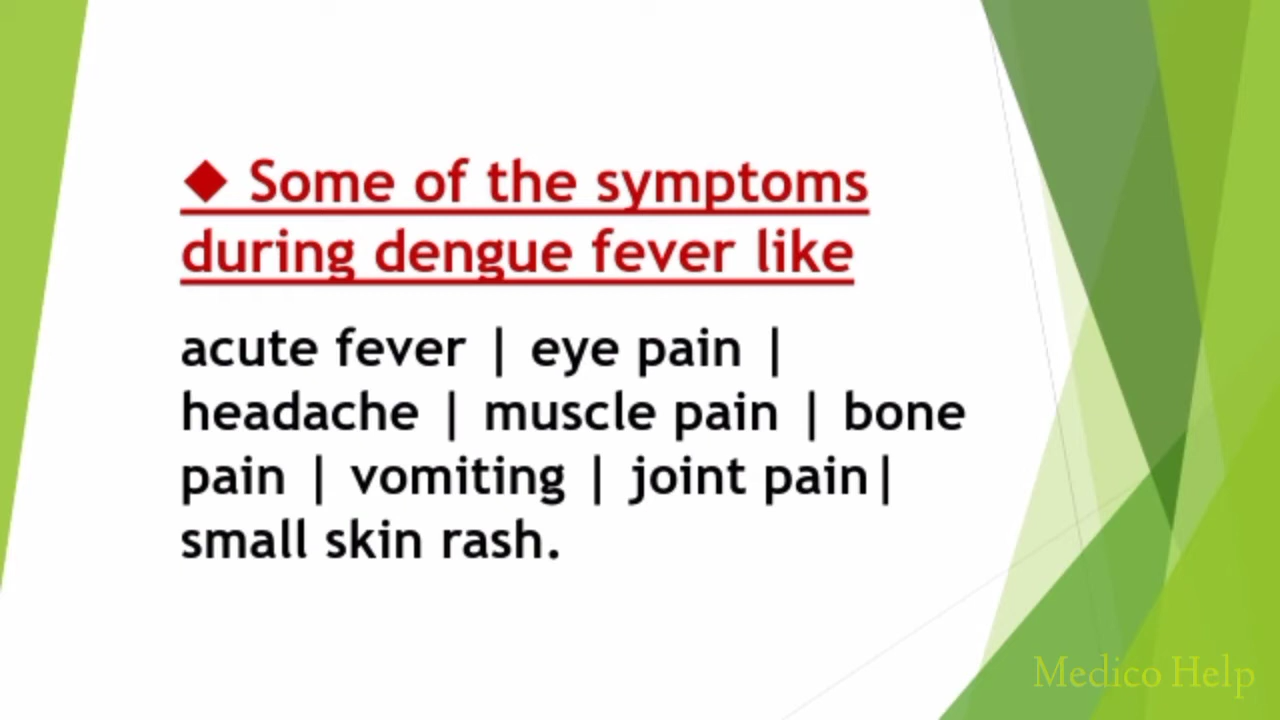 ◆ Some of the symptoms
during dengue fever like
acute fever | eye pain |
headache | muscle pain | bone
pain | vomiting | joint pain|
small skin rash.
Medico Help